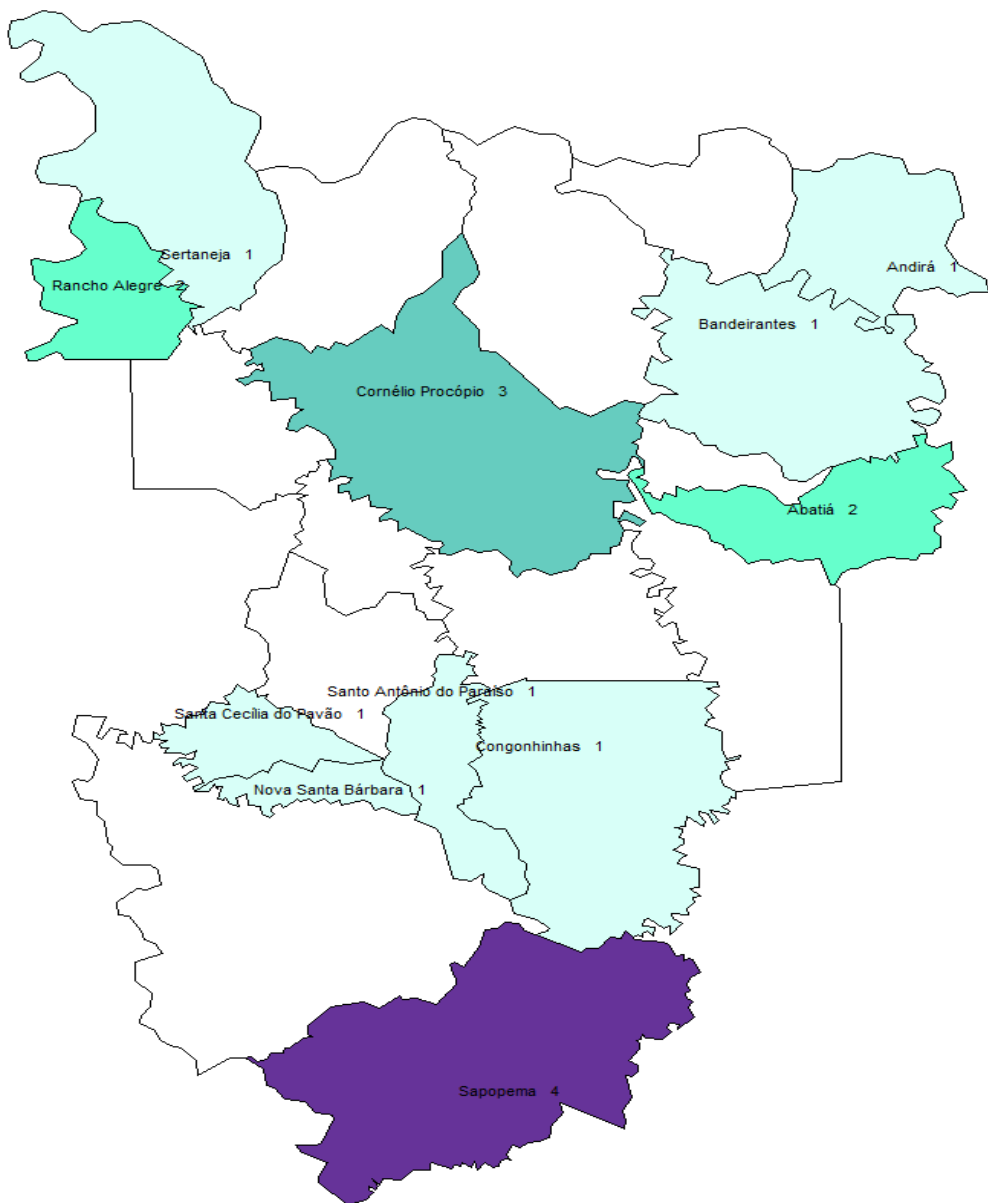 Sertaneja 1
Andirá 1
Rancho Alegre 2
Bandeirantes 1
Cornélio Procópio 3
Abatiá 2
Santo Antônio do Paraíso 1
Santa Cecília do Pavão 1
Congonhinhas 1
Nova Santa Bárbara 1
Sapopema 4